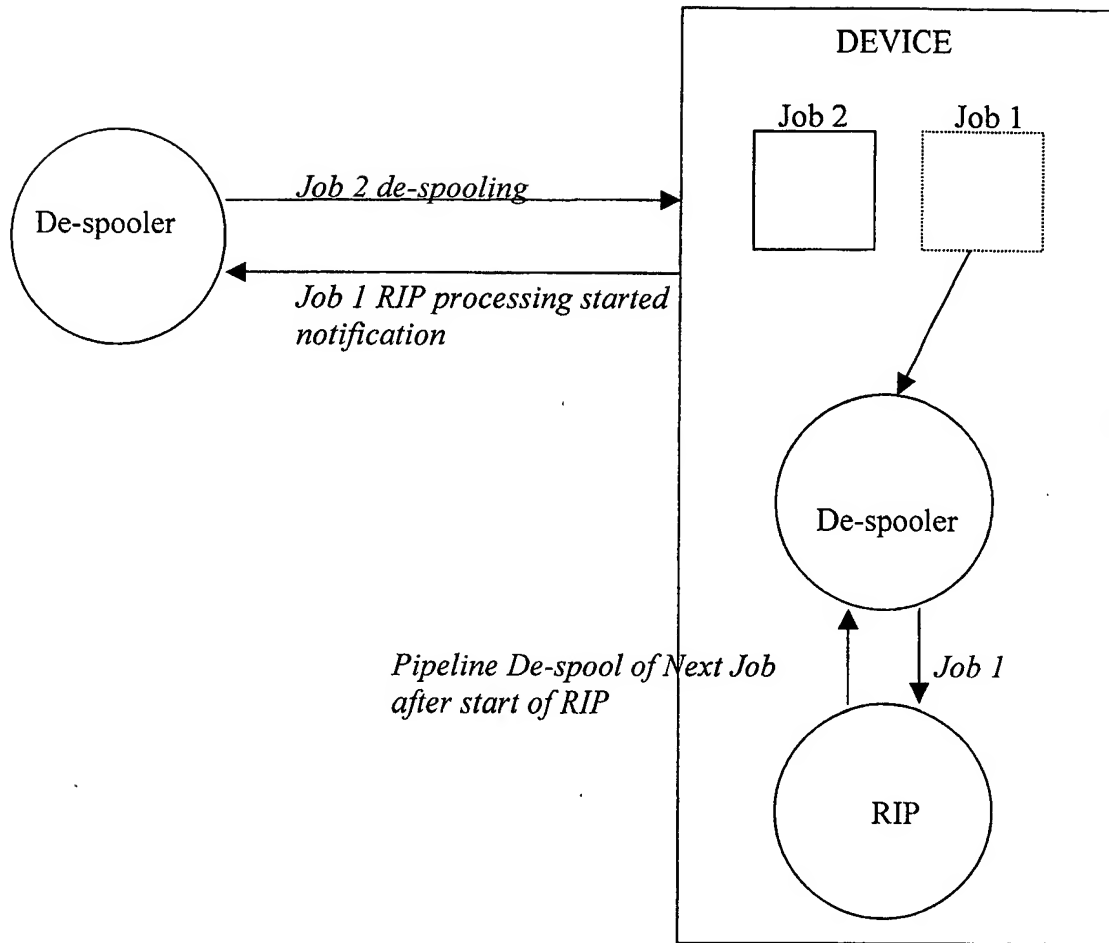 DEVICE
Job 2
Job 1
Job 2 de-spooling
De-spooler
Job 1 RIP processing started
notification
De-spooler
Pipeline De-spool of Next Job
after start of RIP
Job 1
RIP